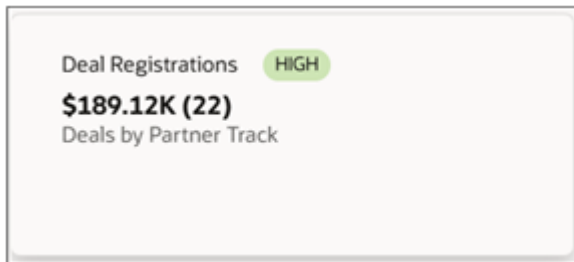 Deal Registrations HIGH
$189.12K (22)
Deals by Partner Track